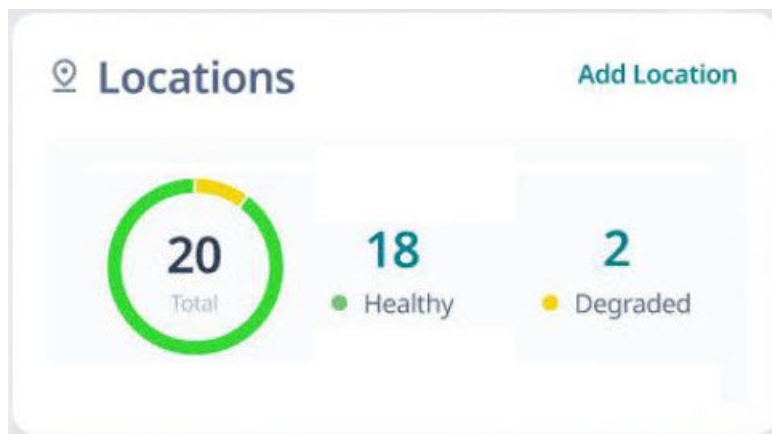 Locations
Add Location
20
Total
18
Healthy
2
Degraded